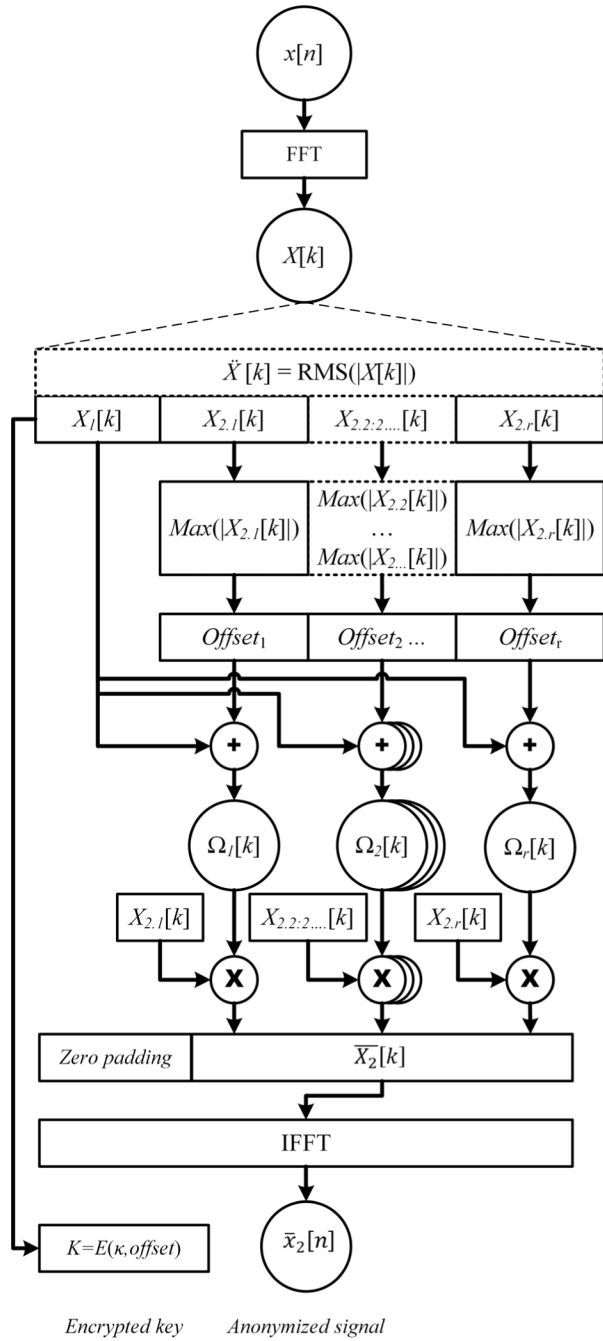 x[n]
FFT
X[k]
Ẍ [k] = RMS(|X[k]|)
X₁[k] X₂.₁[k] X₂.₂:₂....[k] X₂.ᵣ[k]
Max(|X₂.₁[k]|) Max(|X₂.₂[k]|) Max(|X₂.ᵣ[k]|)
...
Max(|X₂...[k]|)
Offset₁ Offset₂ ... Offsetᵣ
+ + +
Ω₁[k] Ω₂[k] Ωᵣ[k]
X₂.₁[k] X₂.₂:₂....[k] X₂.ᵣ[k]
X X X
Zero padding X̅₂[k]
IFFT
x̅₂[n]
K=E(κ,offset)
Encrypted key Anonymized signal